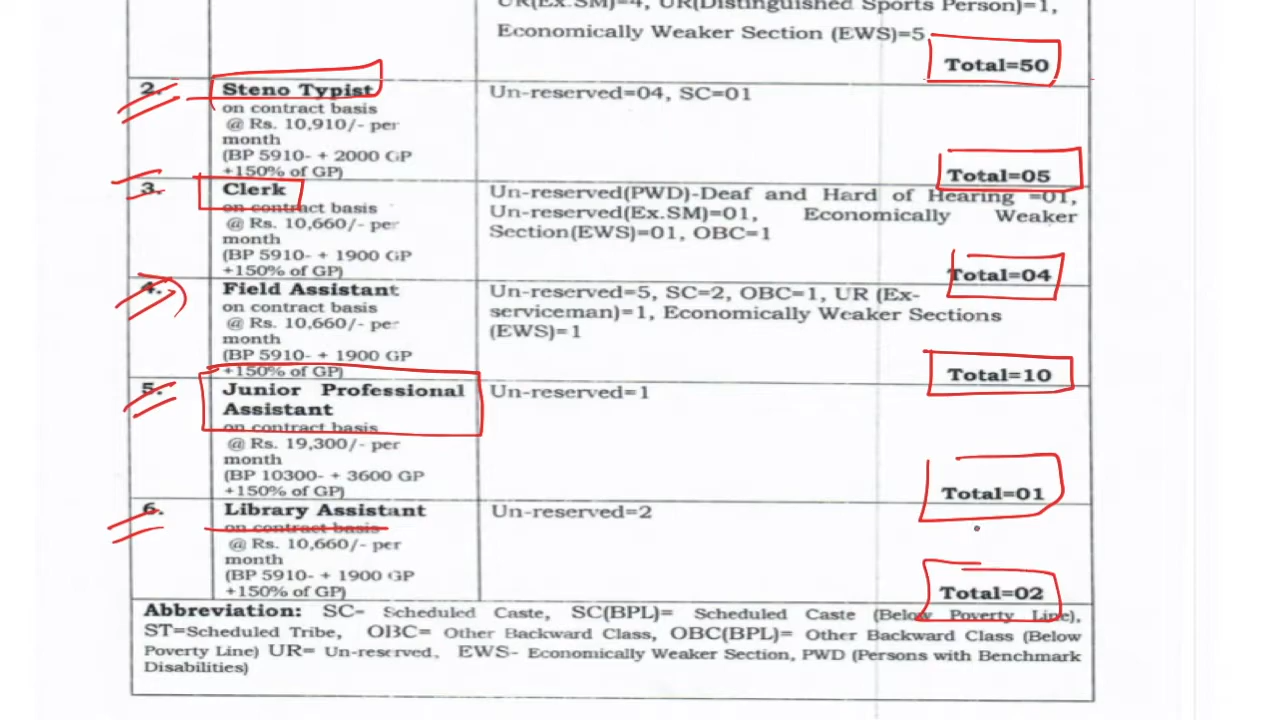 UR(Ex.SM)=4, UR(Distinguished Sports Person)=1,
Economically Weaker Section (EWS)=5
Total=50
2. Steno Typist
on contract basis
@ Rs. 10,910/- per
month
(BP 5910- + 2000 GP
+150% of GP)
Un-reserved=04, SC=01
Total=05
3. Clerk
on contract basis
@ Rs. 10,660/- per
month
(BP 5910- + 1900 GP
+150% of GP)
Un-reserved(PWD)-Deaf and Hard of Hearing =01,
Un-reserved(Ex.SM)=01, Economically Weaker
Section(EWS)=01, OBC=1
Total=04
4. Field Assistant
on contract basis
@ Rs. 10,660/- per
month
(BP 5910- + 1900 GP
+150% of GP)
Un-reserved=5, SC=2, OBC=1, UR (Ex-
serviceman)=1, Economically Weaker Sections
(EWS)=1
Total=10
5. Junior Professional
Assistant
on contract basis
@ Rs. 19,300/- per
month
(BP 10300- + 3600 GP
+150% of GP)
Un-reserved=1
Total=01
6. Library Assistant
on contract basis
@ Rs. 10,660/- per
month
(BP 5910- + 1900 GP
+150% of GP)
Un-reserved=2
Total=02
Abbreviation: SC= Scheduled Caste, SC(BPL)= Scheduled Caste (Below Poverty Line),
ST=Scheduled Tribe, OBC= Other Backward Class, OBC(BPL)= Other Backward Class (Below
Poverty Line) UR= Un-reserved, EWS- Economically Weaker Section, PWD (Persons with Benchmark
Disabilities)